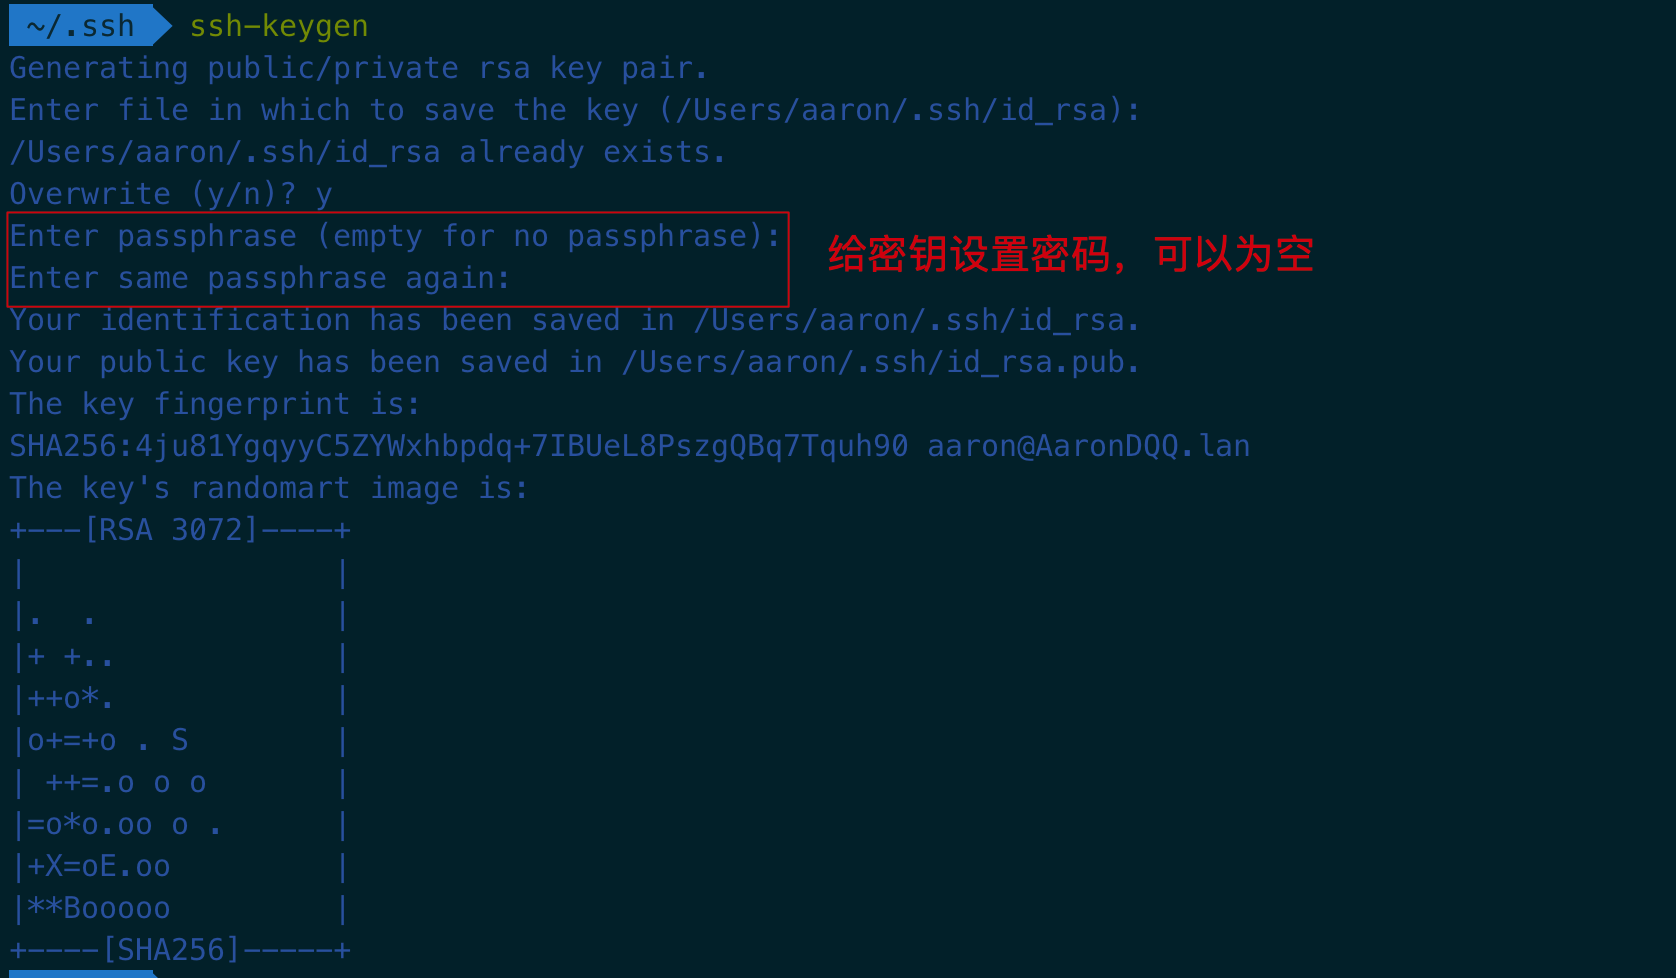 ~/.ssh ssh-keygen
Generating public/private rsa key pair.
Enter file in which to save the key (/Users/aaron/.ssh/id_rsa):
/Users/aaron/.ssh/id_rsa already exists.
Overwrite (y/n)? y
Enter passphrase (empty for no passphrase):
给密钥设置密码，可以为空
Enter same passphrase again:
Your identification has been saved in /Users/aaron/.ssh/id_rsa.
Your public key has been saved in /Users/aaron/.ssh/id_rsa.pub.
The key fingerprint is:
SHA256:4ju81YgqyyC5ZYWxhbpdq+7IBUeL8PszgQBq7Tquh90 aaron@AaronDQQ.lan
The key's randomart image is:
+---[RSA 3072]----+
|                 |
|.  .             |
|+ +..            |
|++o*.            |
|o+=+o . S        |
| ++=.o o o       |
|=o*o.oo o .      |
|+X=oE.oo         |
|**Booooo         |
+----[SHA256]-----+